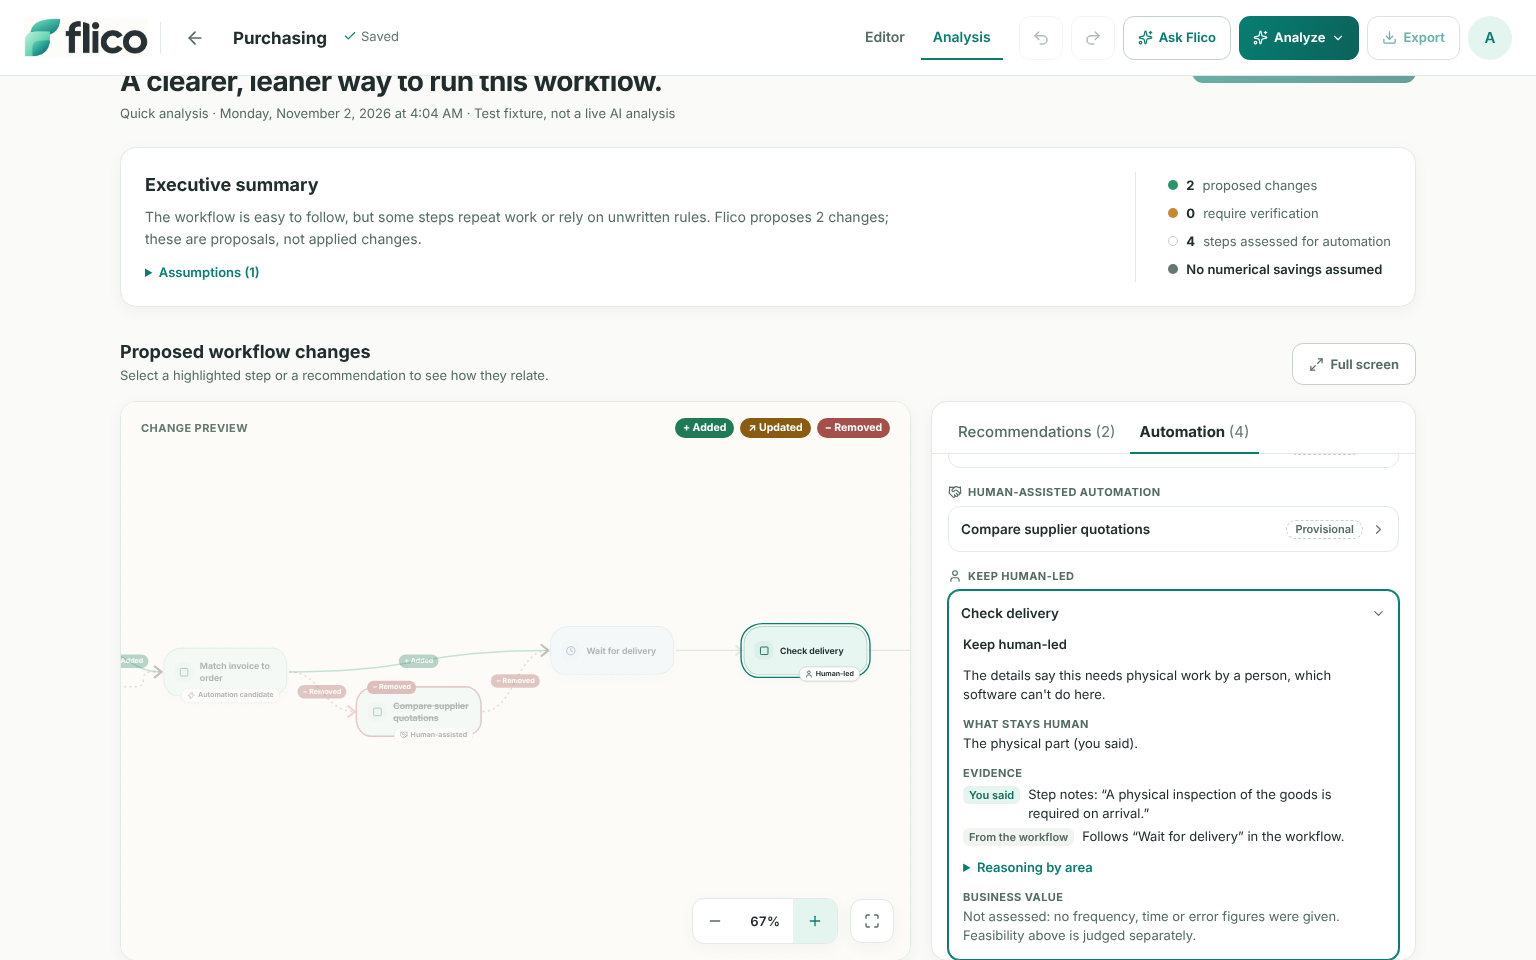 flico
Purchasing
Saved
Editor
Analysis
Ask Flico
Analyze
Export
A
A clearer, leaner way to run this workflow.
Quick analysis · Monday, November 2, 2026 at 4:04 AM · Test fixture, not a live AI analysis
Executive summary
The workflow is easy to follow, but some steps repeat work or rely on unwritten rules. Flico proposes 2 changes;
these are proposals, not applied changes.
Assumptions (1)
2 proposed changes
0 require verification
4 steps assessed for automation
No numerical savings assumed
Proposed workflow changes
Select a highlighted step or a recommendation to see how they relate.
Full screen
CHANGE PREVIEW
+ Added
↗ Updated
− Removed
Added
Match invoice to
order
Automation candidate
+ Added
− Removed
− Removed
− Removed
Compare supplier
quotations
Human-assisted
Wait for delivery
Check delivery
Human-led
67%
Recommendations (2)
Automation (4)
HUMAN-ASSISTED AUTOMATION
Compare supplier quotations
Provisional
KEEP HUMAN-LED
Check delivery
Keep human-led
The details say this needs physical work by a person, which
software can't do here.
WHAT STAYS HUMAN
The physical part (you said).
EVIDENCE
You said Step notes: “A physical inspection of the goods is
required on arrival.”
From the workflow Follows “Wait for delivery” in the workflow.
Reasoning by area
BUSINESS VALUE
Not assessed: no frequency, time or error figures were given.
Feasibility above is judged separately.